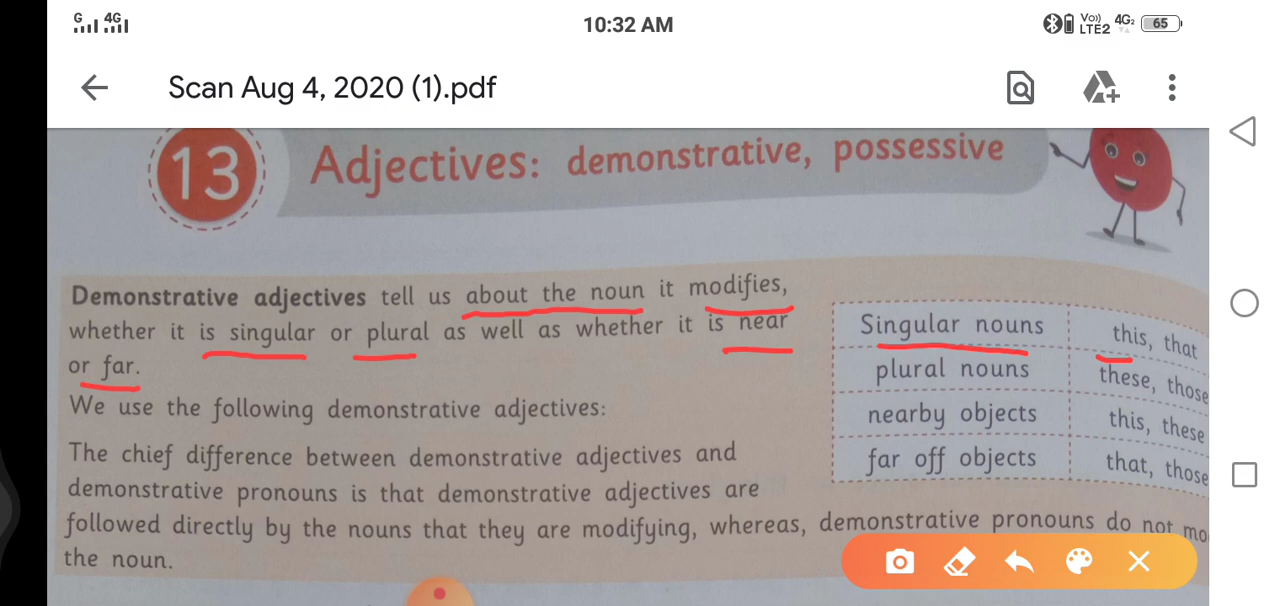 G 4G
10:32 AM
Vo)) LTE2 4G2 65
Scan Aug 4, 2020 (1).pdf
13 Adjectives: demonstrative, possessive
Demonstrative adjectives tell us about the noun it modifies,
whether it is singular or plural as well as whether it is near
or far.
We use the following demonstrative adjectives:
Singular nouns this, that
plural nouns these, those
nearby objects this, these
far off objects that, those
The chief difference between demonstrative adjectives and
demonstrative pronouns is that demonstrative adjectives are
followed directly by the nouns that they are modifying, whereas, demonstrative pronouns do not
the noun.